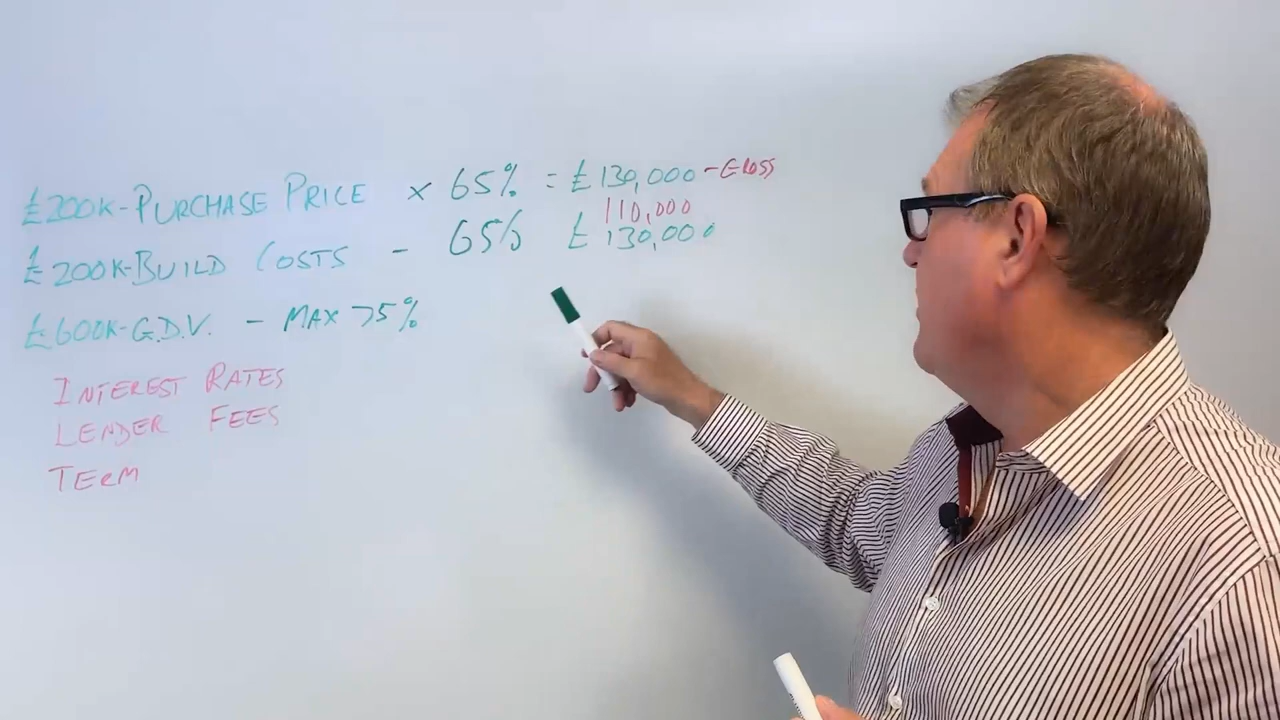 £200K-PURCHASE PRICE × 65% = £130,000 - GROSS
110,000
£200K-BUILD COSTS - 65% £130,000
£600K-G.D.V. - MAX 75%
INTEREST RATES
LENDER FEES
TERM